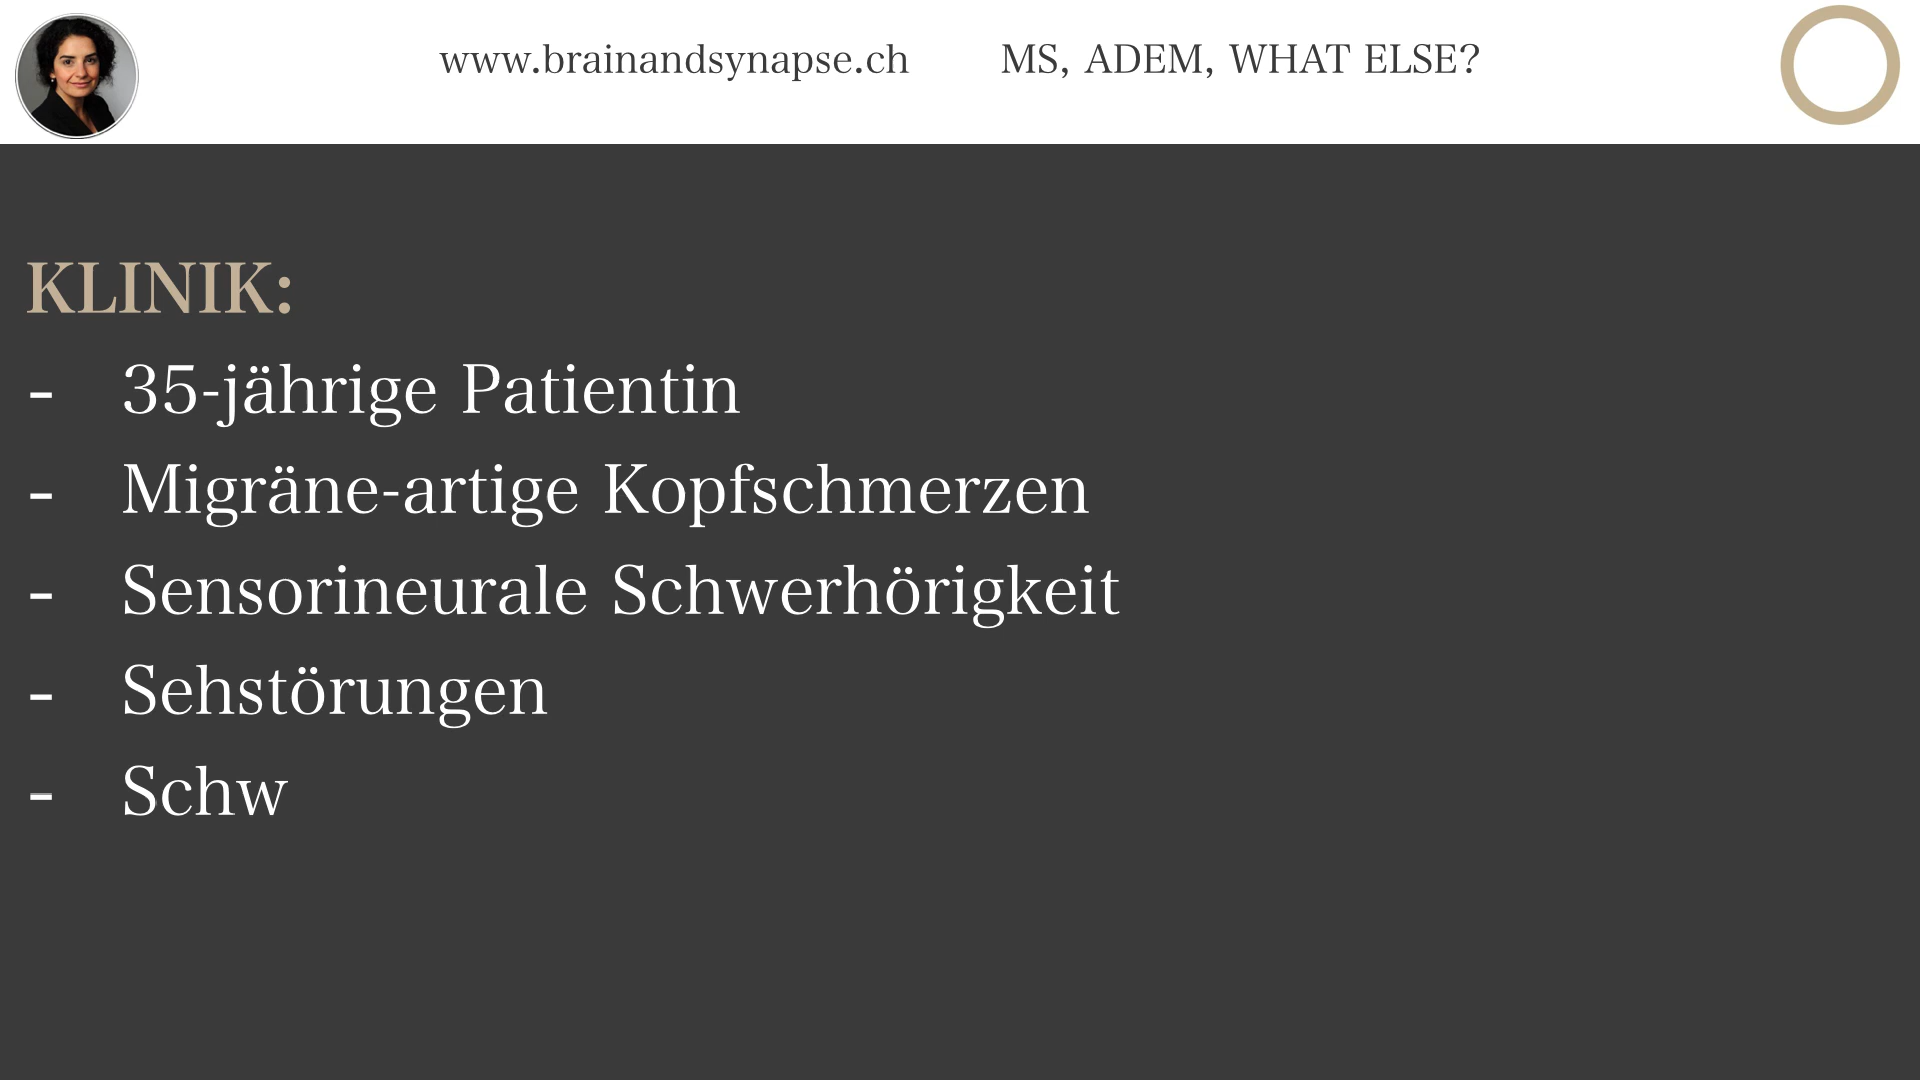 www.brainandsynapse.ch MS, ADEM, WHAT ELSE?
KLINIK:
- 35-jährige Patientin
- Migräne-artige Kopfschmerzen
- Sensorineurale Schwerhörigkeit
- Sehstörungen
- Schw